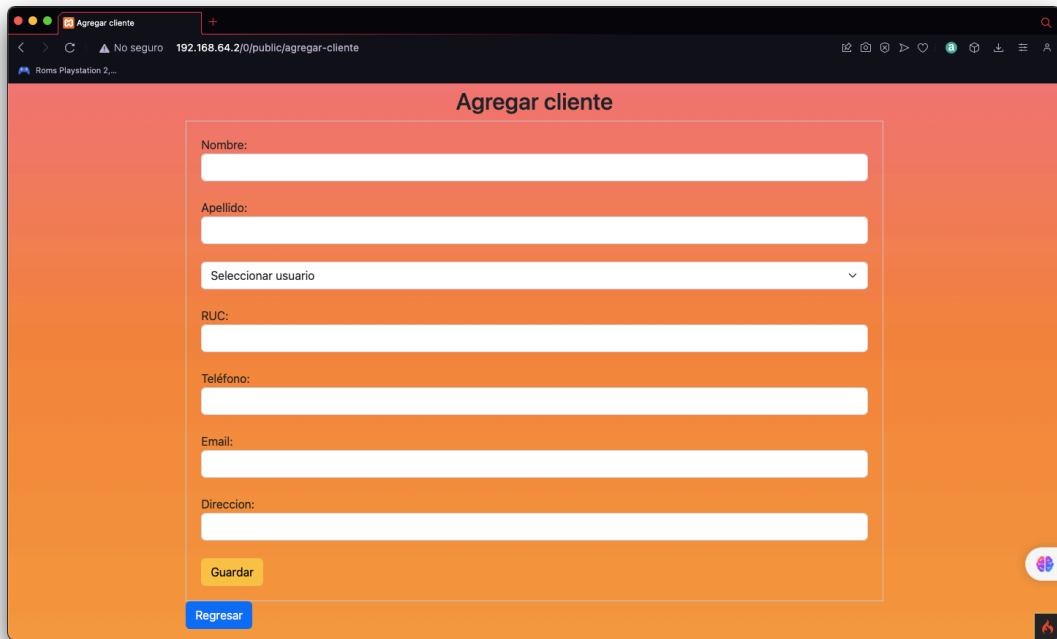 Agregar cliente
No seguro 192.168.64.2/0/public/agregar-cliente
Roms Playstation 2,...
Agregar cliente
Nombre:
Apellido:
Seleccionar usuario
RUC:
Teléfono:
Email:
Direccion:
Guardar
Regresar